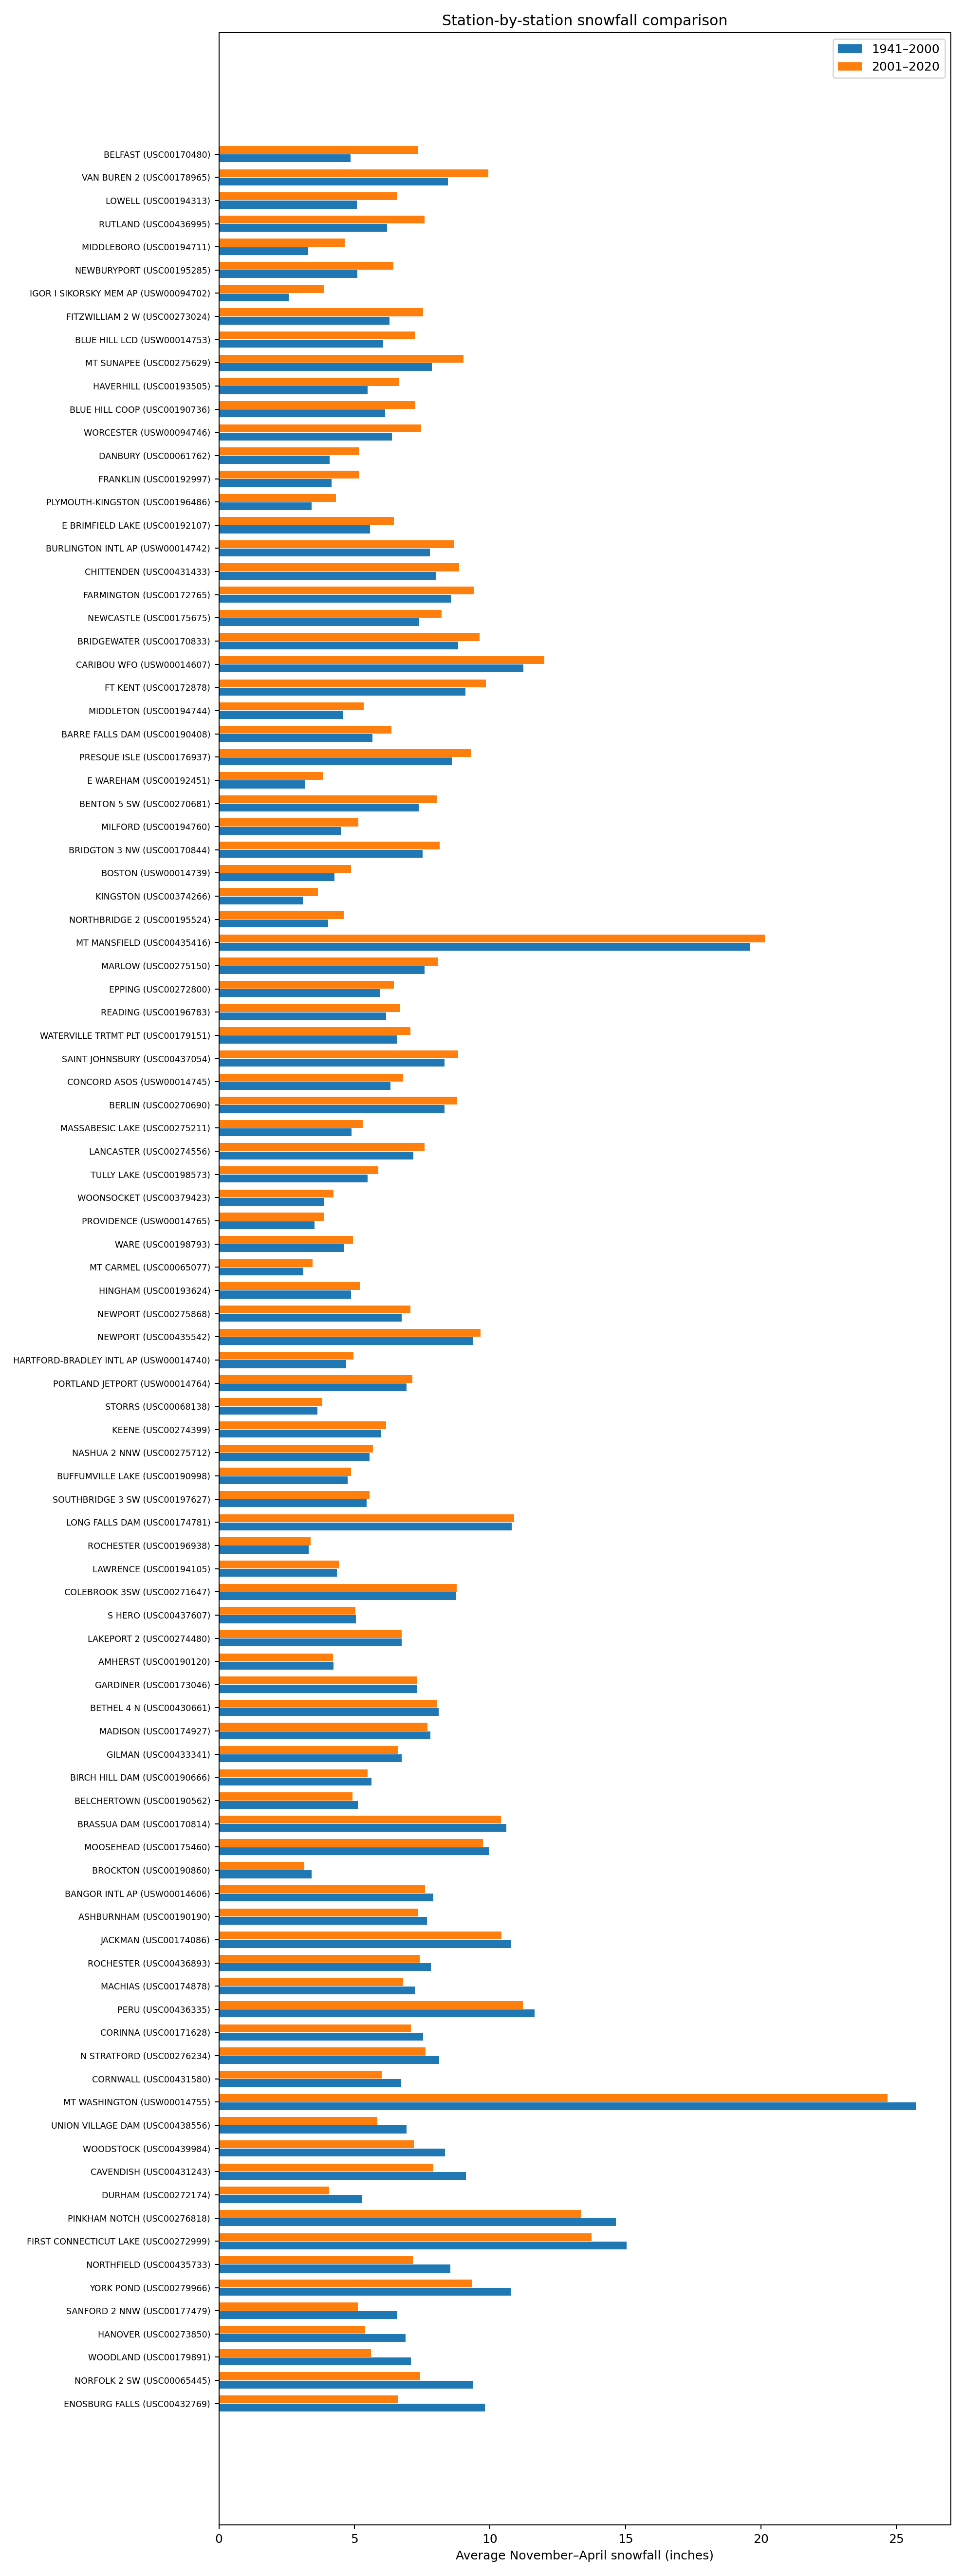 Station-by-station snowfall comparison
1941–2000
2001–2020
BELFAST (USC00170480)
VAN BUREN 2 (USC00178965)
LOWELL (USC00194313)
RUTLAND (USC00436995)
MIDDLEBORO (USC00194711)
NEWBURYPORT (USC00195285)
IGOR I SIKORSKY MEM AP (USW00094702)
FITZWILLIAM 2 W (USC00273024)
BLUE HILL LCD (USW00014753)
MT SUNAPEE (USC00275629)
HAVERHILL (USC00193505)
BLUE HILL COOP (USC00190736)
WORCESTER (USW00094746)
DANBURY (USC00061762)
FRANKLIN (USC00192997)
PLYMOUTH-KINGSTON (USC00196486)
E BRIMFIELD LAKE (USC00192107)
BURLINGTON INTL AP (USW00014742)
CHITTENDEN (USC00431433)
FARMINGTON (USC00172765)
NEWCASTLE (USC00175675)
BRIDGEWATER (USC00170833)
CARIBOU WFO (USW00014607)
FT KENT (USC00172878)
MIDDLETON (USC00194744)
BARRE FALLS DAM (USC00190408)
PRESQUE ISLE (USC00176937)
E WAREHAM (USC00192451)
BENTON 5 SW (USC00270681)
MILFORD (USC00194760)
BRIDGTON 3 NW (USC00170844)
BOSTON (USW00014739)
KINGSTON (USC00374266)
NORTHBRIDGE 2 (USC00195524)
MT MANSFIELD (USC00435416)
MARLOW (USC00275150)
EPPING (USC00272800)
READING (USC00196783)
WATERVILLE TRTMT PLT (USC00179151)
SAINT JOHNSBURY (USC00437054)
CONCORD ASOS (USW00014745)
BERLIN (USC00270690)
MASSABESIC LAKE (USC00275211)
LANCASTER (USC00274556)
TULLY LAKE (USC00198573)
WOONSOCKET (USC00379423)
PROVIDENCE (USW00014765)
WARE (USC00198793)
MT CARMEL (USC00065077)
HINGHAM (USC00193624)
NEWPORT (USC00275868)
NEWPORT (USC00435542)
HARTFORD-BRADLEY INTL AP (USW00014740)
PORTLAND JETPORT (USW00014764)
STORRS (USC00068138)
KEENE (USC00274399)
NASHUA 2 NNW (USC00275712)
BUFFUMVILLE LAKE (USC00190998)
SOUTHBRIDGE 3 SW (USC00197627)
LONG FALLS DAM (USC00174781)
ROCHESTER (USC00196938)
LAWRENCE (USC00194105)
COLEBROOK 3SW (USC00271647)
S HERO (USC00437607)
LAKEPORT 2 (USC00274480)
AMHERST (USC00190120)
GARDINER (USC00173046)
BETHEL 4 N (USC00430661)
MADISON (USC00174927)
GILMAN (USC00433341)
BIRCH HILL DAM (USC00190666)
BELCHERTOWN (USC00190562)
BRASSUA DAM (USC00170814)
MOOSEHEAD (USC00175460)
BROCKTON (USC00190860)
BANGOR INTL AP (USW00014606)
ASHBURNHAM (USC00190190)
JACKMAN (USC00174086)
ROCHESTER (USC00436893)
MACHIAS (USC00174878)
PERU (USC00436335)
CORINNA (USC00171628)
N STRATFORD (USC00276234)
CORNWALL (USC00431580)
MT WASHINGTON (USW00014755)
UNION VILLAGE DAM (USC00438556)
WOODSTOCK (USC00439984)
CAVENDISH (USC00431243)
DURHAM (USC00272174)
PINKHAM NOTCH (USC00276818)
FIRST CONNECTICUT LAKE (USC00272999)
NORTHFIELD (USC00435733)
YORK POND (USC00279966)
SANFORD 2 NNW (USC00177479)
HANOVER (USC00273850)
WOODLAND (USC00179891)
NORFOLK 2 SW (USC00065445)
ENOSBURG FALLS (USC00432769)
0 5 10 15 20 25
Average November–April snowfall (inches)